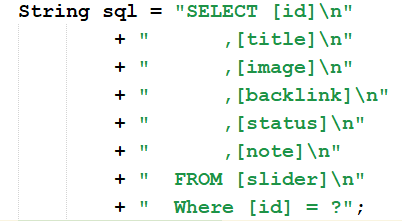 String sql = "SELECT [id]\n"
        + "      ,[title]\n"
        + "      ,[image]\n"
        + "      ,[backlink]\n"
        + "      ,[status]\n"
        + "      ,[note]\n"
        + "  FROM [slider]\n"
        + "  Where [id] = ?";